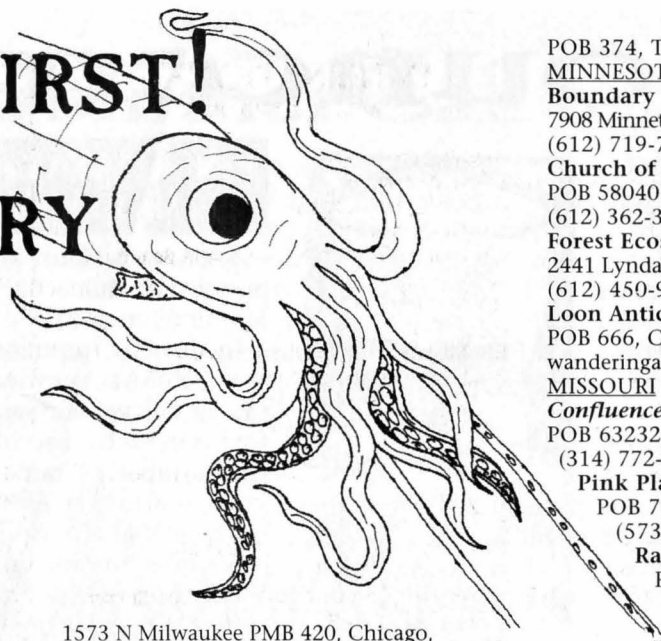 IRST!
RY
1573 N Milwaukee PMB 420, Chicago,
POB 374, T
MINNESOT
Boundary
7908 Minnet
(612) 719-7
Church of
POB 58040
(612) 362-3
Forest Econ
2441 Lynda
(612) 450-9
Loon Antic
POB 666, C
wanderinga
MISSOURI
Confluence
POB 63232
(314) 772-
Pink Pla
POB 7
(573
Ra